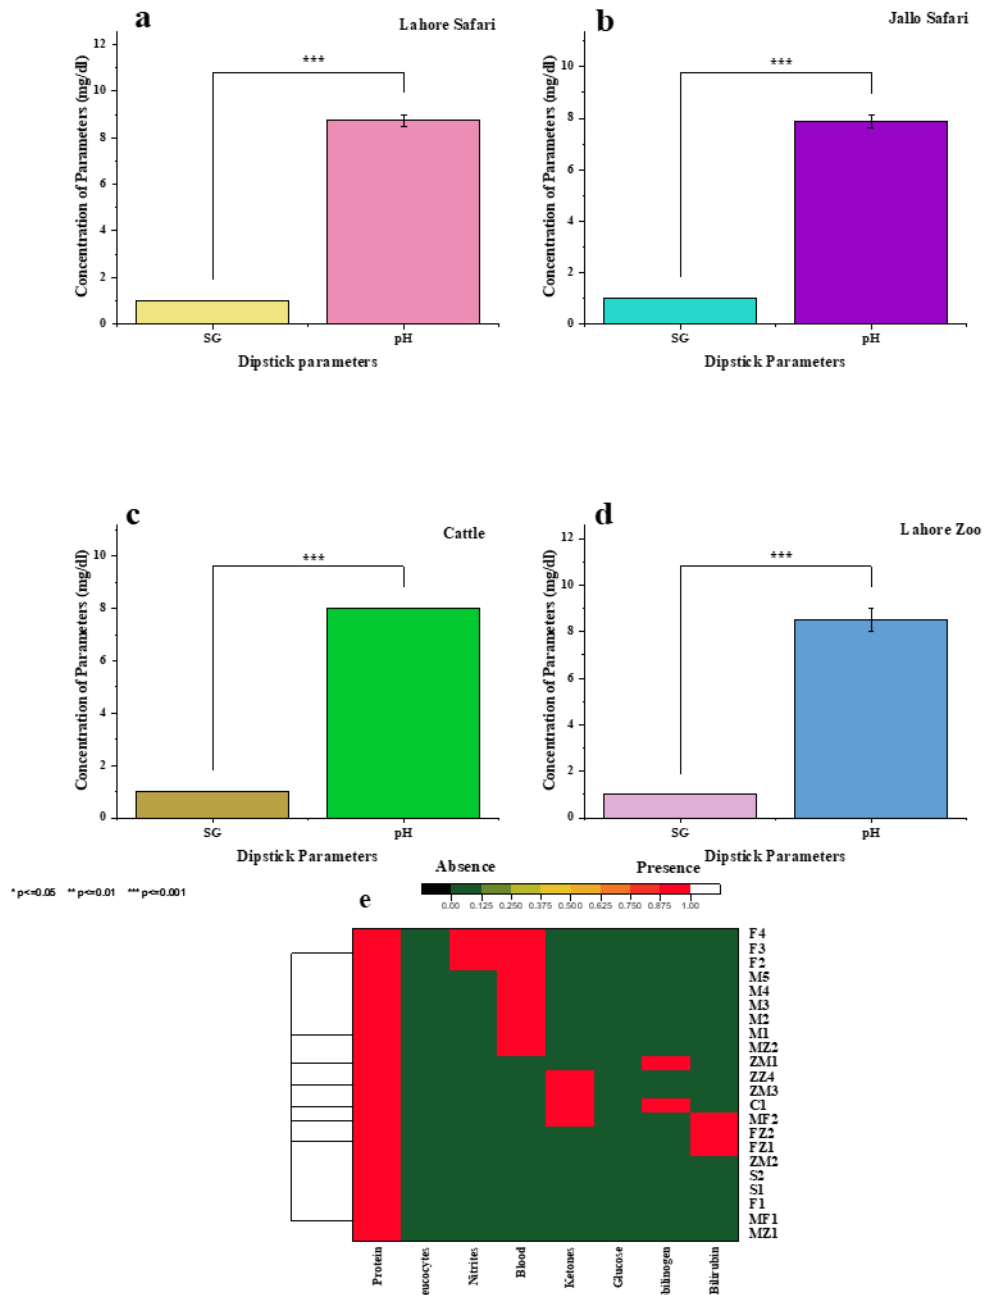 a
Lahore Safari
***
Concentration of Parameters (mg/dl)
12
10
8
6
4
2
0
SG
pH
Dipstick parameters
b
Jallo Safari
***
Concentration of Parameters (mg/dl)
10
8
6
4
2
0
SG
pH
Dipstick Parameters
c
Cattle
***
Concentration of Parameters (mg/dl)
10
8
6
4
2
0
SG
pH
Dipstick Parameters
d
Lahore Zoo
***
Concentration of Parameters (mg/dl)
12
10
8
6
4
2
0
SG
pH
Dipstick Parameters
* p<=0.05 ** p<=0.01 *** p<=0.001
e
Absence Presence
0.00 0.125 0.250 0.375 0.500 0.625 0.750 0.875 1.00
F4
F3
F2
M5
M4
M3
M2
M1
MZ2
ZM1
ZZ4
ZM3
C1
MF2
FZ2
FZ1
ZM2
S2
S1
F1
MF1
MZ1
Protein
eucocytes
Nitrites
Blood
Ketones
Glucose
bilinogen
Bilirubin